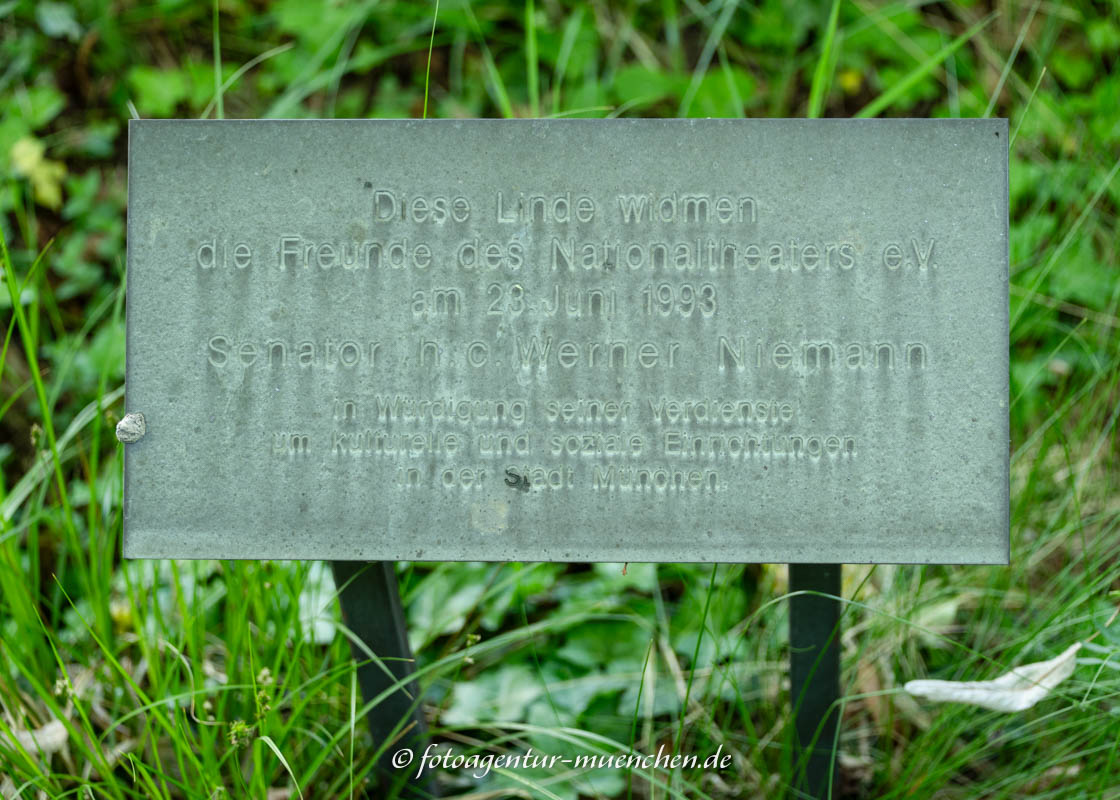 Diese Linde widmen
die Freunde des Nationaltheaters e.V.
am 23. Juni 1993
Senator h.c. Werner Niemann
in Würdigung seiner Verdienste
um kulturelle und soziale Einrichtungen
in der Stadt München.
© fotoagentur-muenchen.de